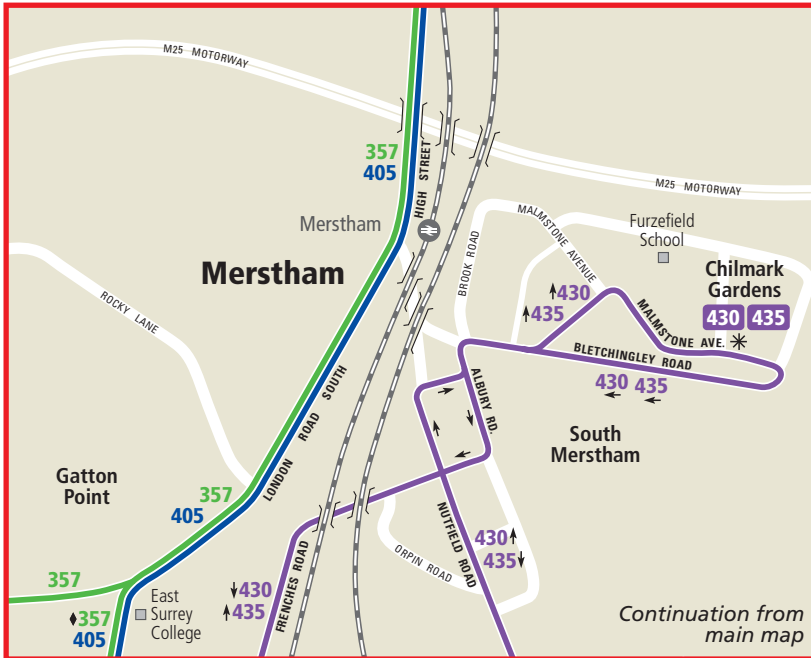 M25 MOTORWAY
357
405
HIGH STREET
M25 MOTORWAY
Merstham
Merstham
BROOK ROAD
MALMSTONE AVENUE
Furzefield
School
Chilmark
Gardens
430 435
ROCKY LANE
430
435
MALMSTONE AVE.
BLETCHINGLEY ROAD
430 435
ALBURY RD.
LONDON ROAD SOUTH
South
Merstham
Gatton
Point
357
405
NUTFIELD ROAD
430
435
ORPIN ROAD
FRENCHES ROAD
357
East
Surrey
College
357
405
430
435
Continuation from
main map